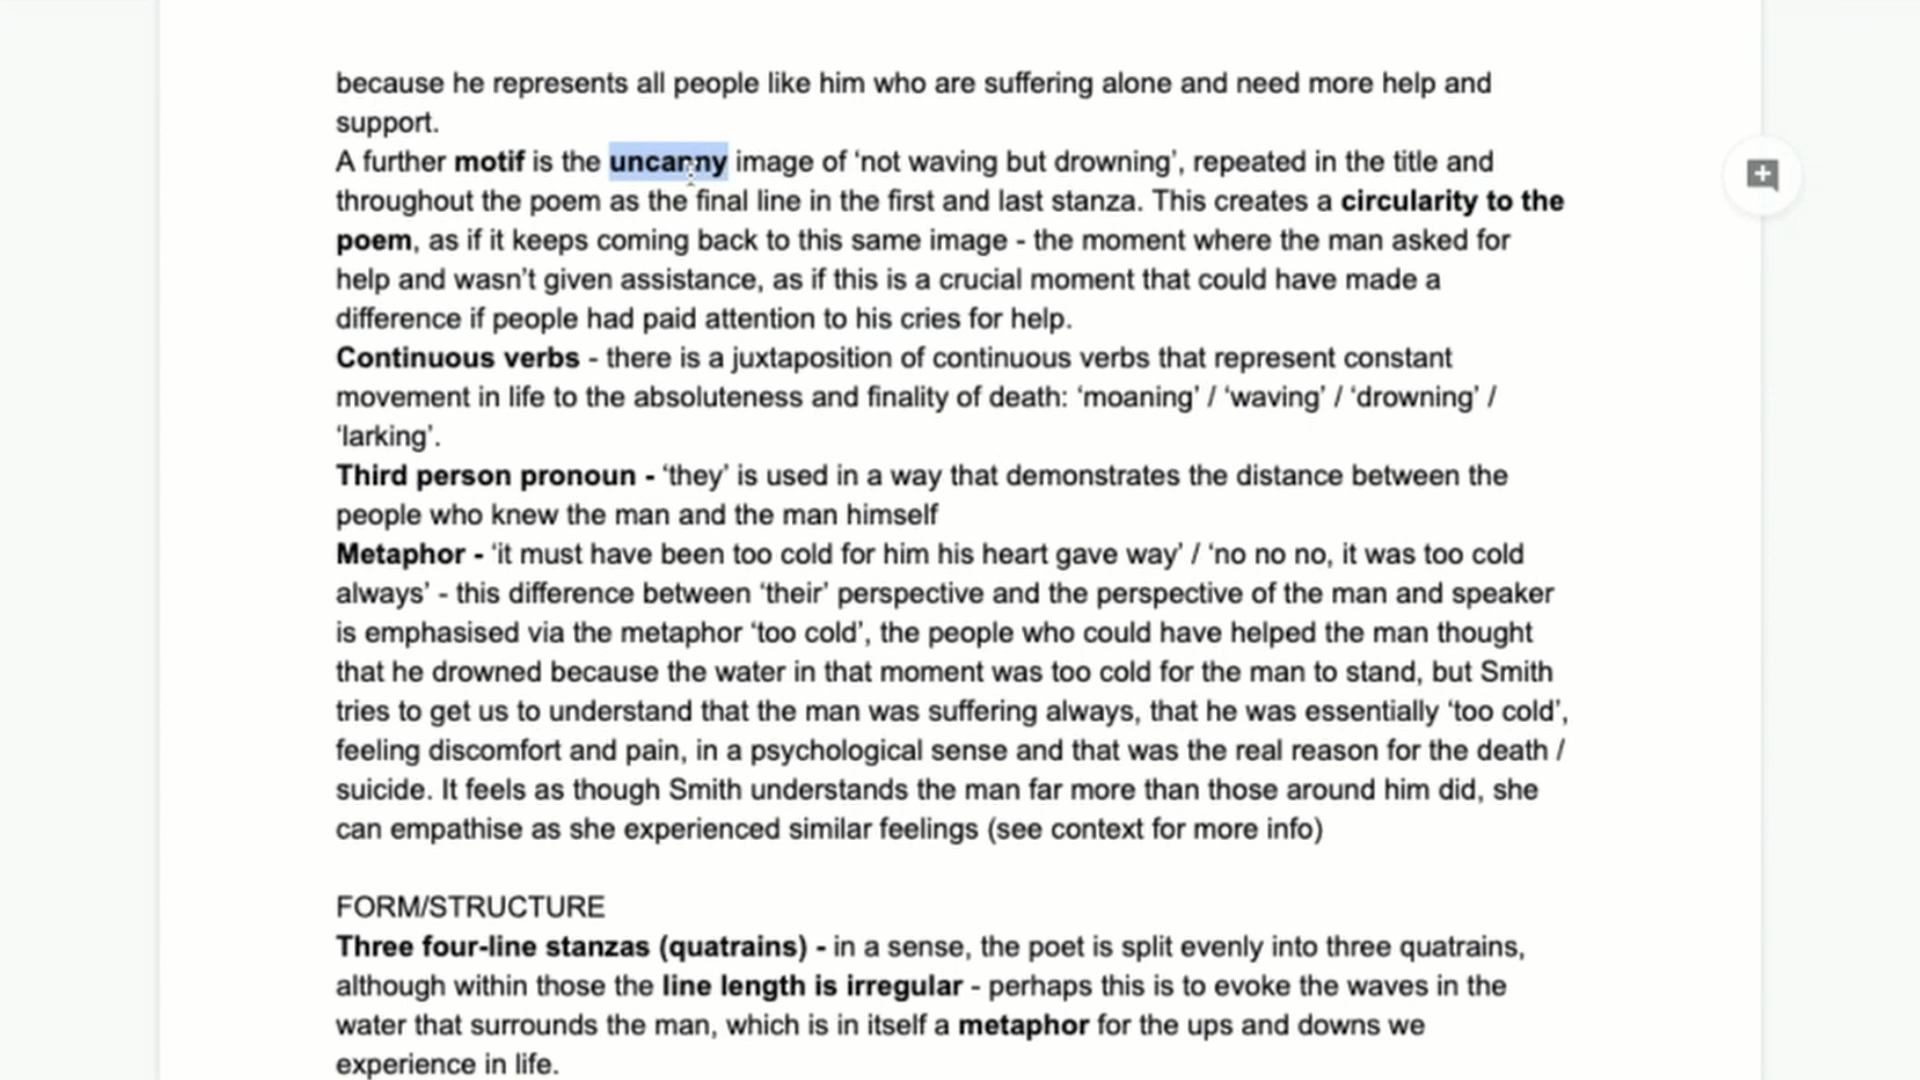 because he represents all people like him who are suffering alone and need more help and
support.
A further motif is the uncanny image of ‘not waving but drowning’, repeated in the title and
throughout the poem as the final line in the first and last stanza. This creates a circularity to the
poem, as if it keeps coming back to this same image - the moment where the man asked for
help and wasn’t given assistance, as if this is a crucial moment that could have made a
difference if people had paid attention to his cries for help.
Continuous verbs - there is a juxtaposition of continuous verbs that represent constant
movement in life to the absoluteness and finality of death: ‘moaning’ / ‘waving’ / ‘drowning’ /
‘larking’.
Third person pronoun - ‘they’ is used in a way that demonstrates the distance between the
people who knew the man and the man himself
Metaphor - ‘it must have been too cold for him his heart gave way’ / ‘no no no, it was too cold
always’ - this difference between ‘their’ perspective and the perspective of the man and speaker
is emphasised via the metaphor ‘too cold’, the people who could have helped the man thought
that he drowned because the water in that moment was too cold for the man to stand, but Smith
tries to get us to understand that the man was suffering always, that he was essentially ‘too cold’,
feeling discomfort and pain, in a psychological sense and that was the real reason for the death /
suicide. It feels as though Smith understands the man far more than those around him did, she
can empathise as she experienced similar feelings (see context for more info)
FORM/STRUCTURE
Three four-line stanzas (quatrains) - in a sense, the poet is split evenly into three quatrains,
although within those the line length is irregular - perhaps this is to evoke the waves in the
water that surrounds the man, which is in itself a metaphor for the ups and downs we
experience in life.